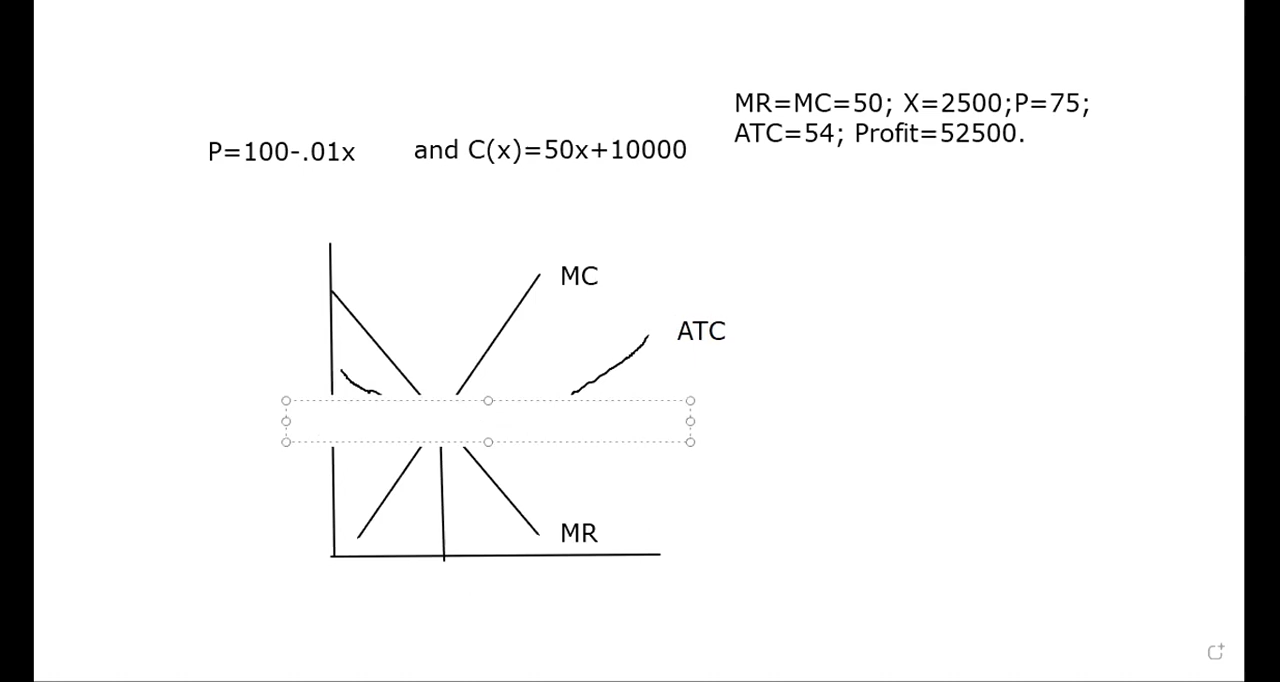 MR=MC=50; X=2500;P=75;
ATC=54; Profit=52500.
P=100-.01x and C(x)=50x+10000
MC
ATC
MR